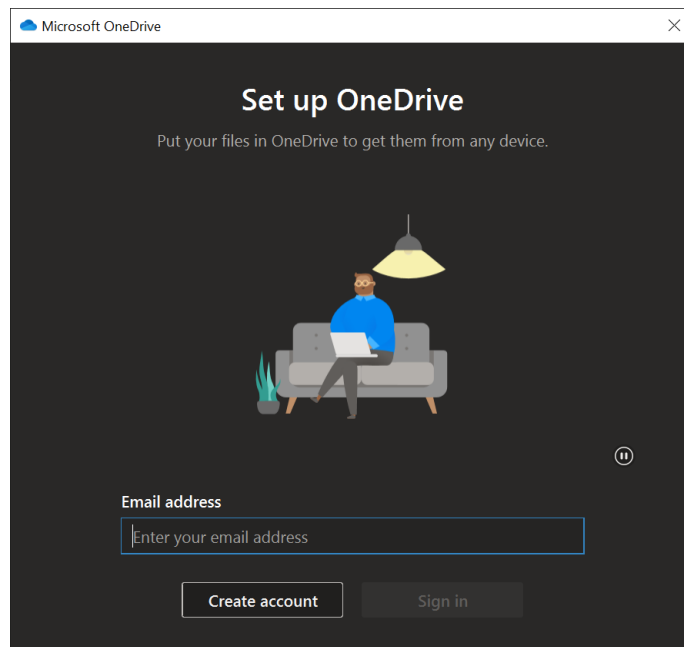 Microsoft OneDrive
Set up OneDrive
Put your files in OneDrive to get them from any device.
Email address
Enter your email address
Create account
Sign in